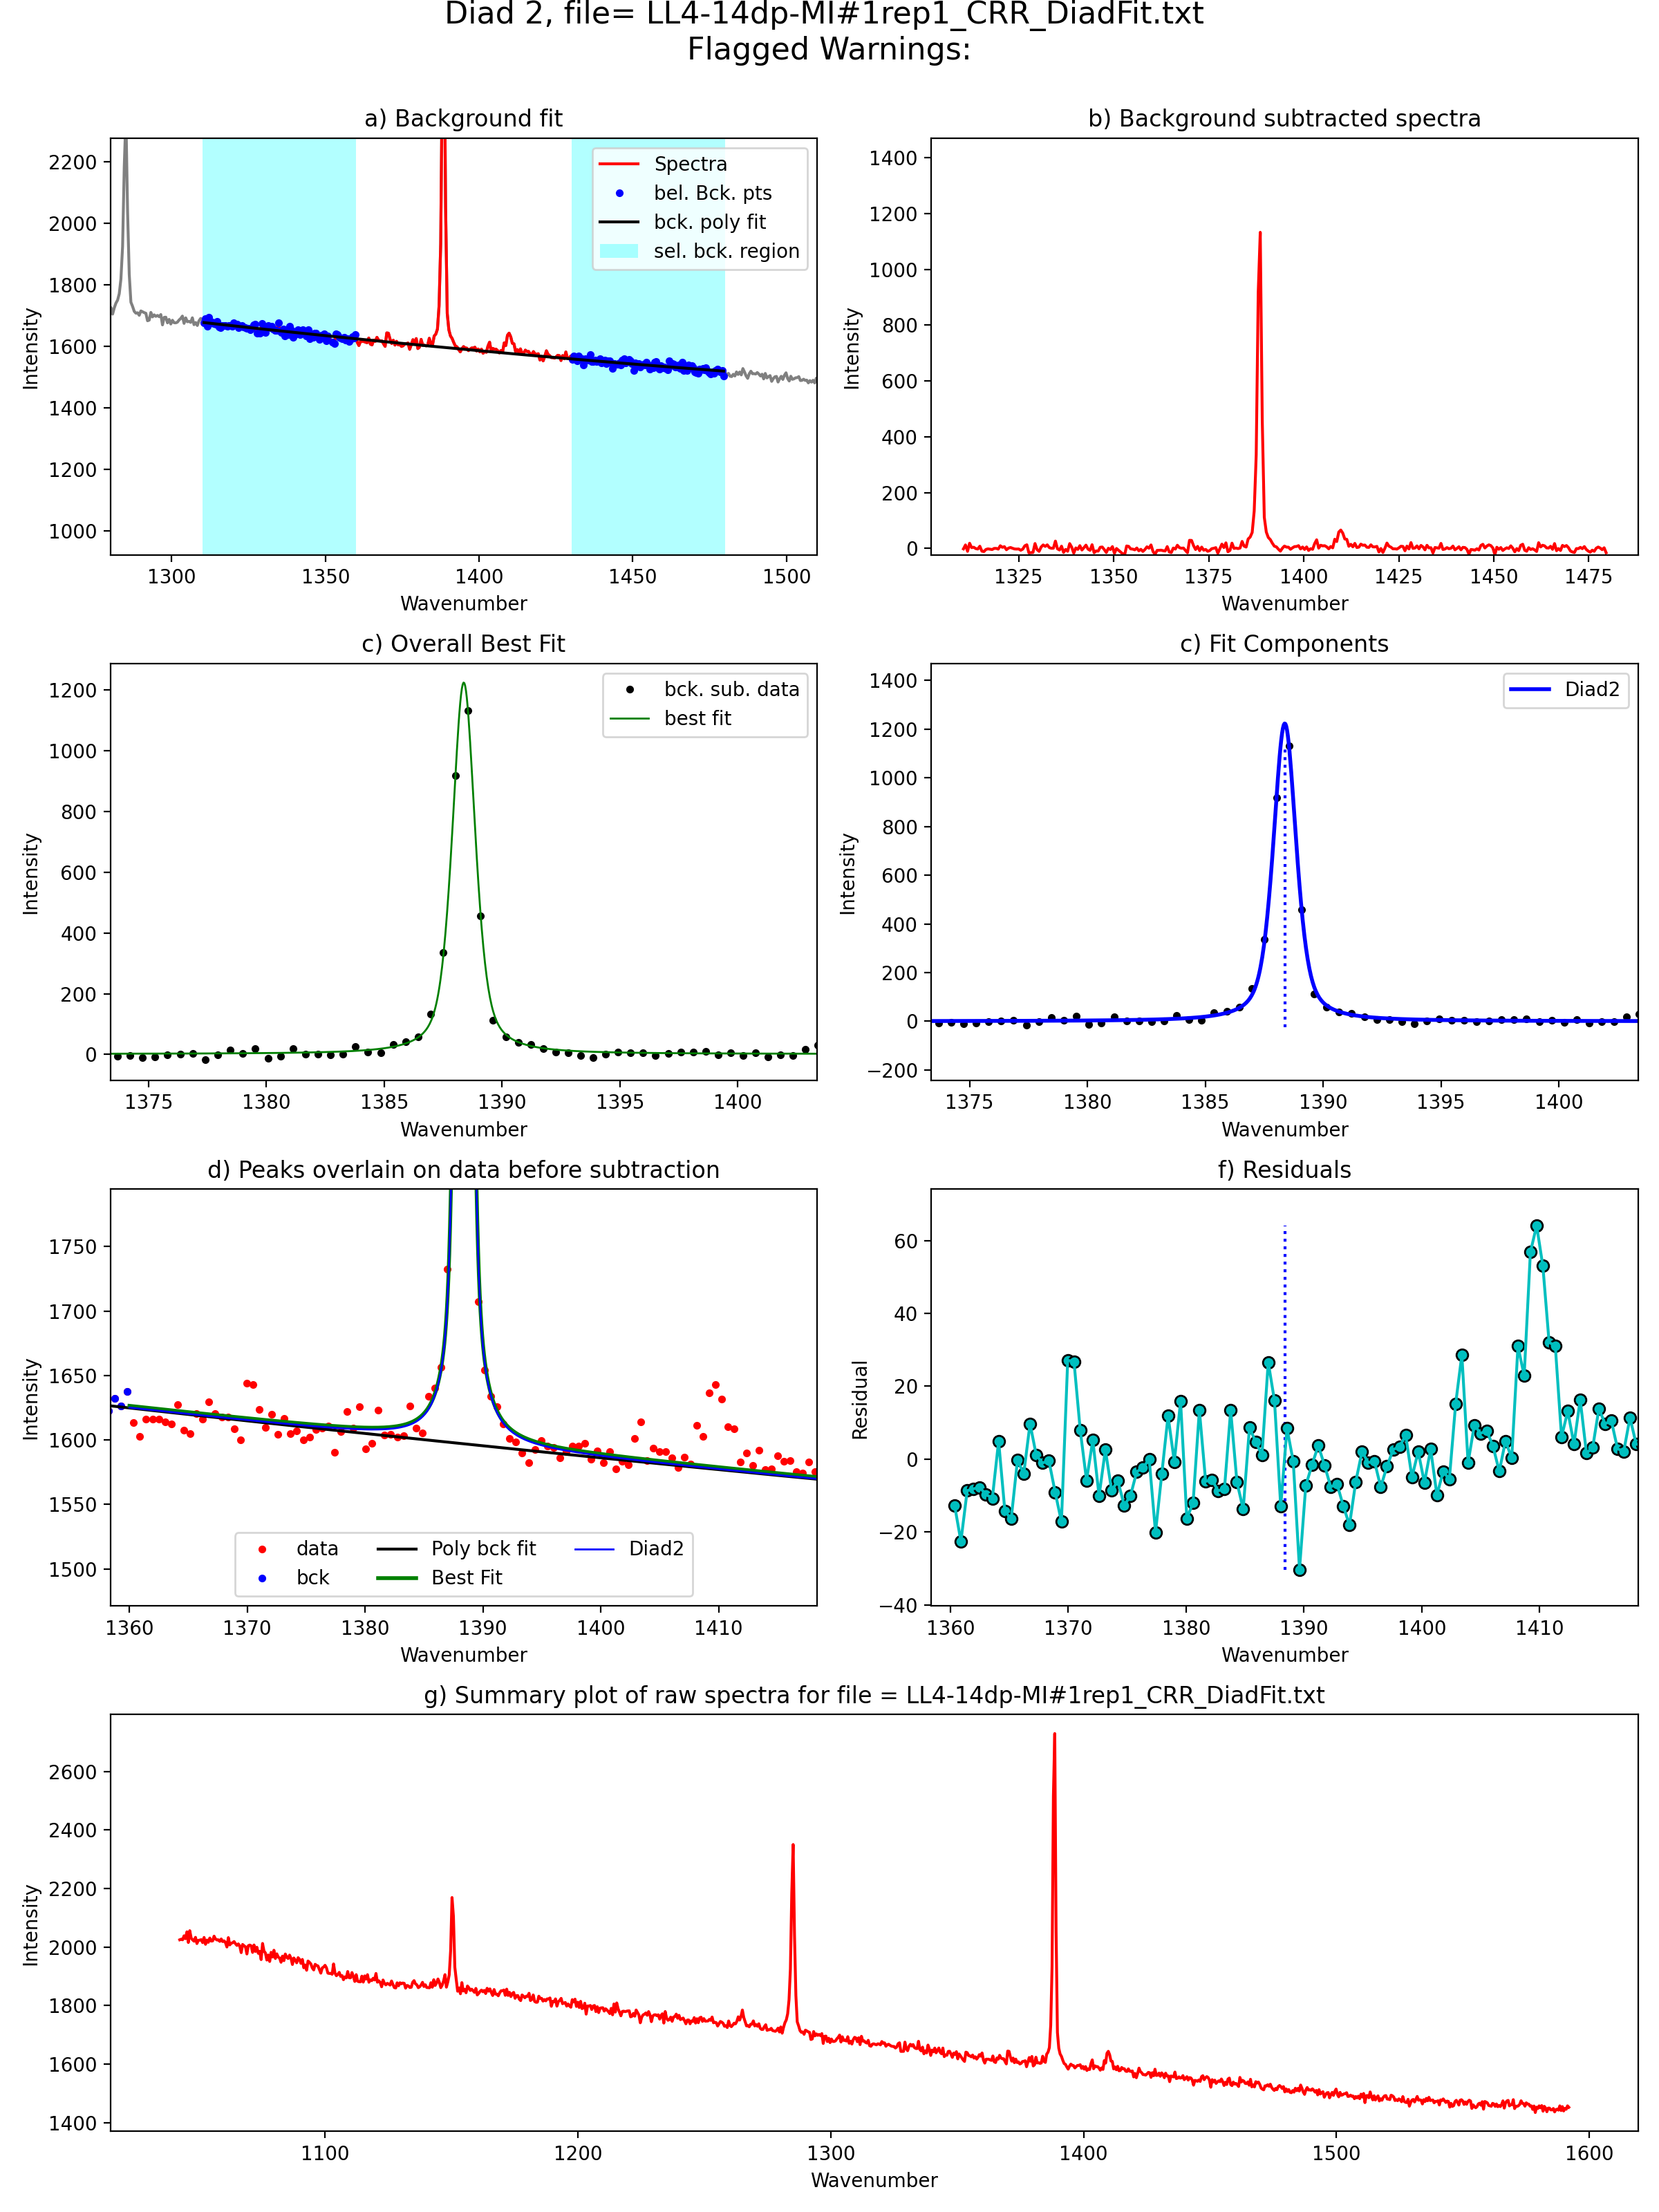 Diad 2, file= LL4-14dp-MI#1rep1_CRR_DiadFit.txt
Flagged Warnings:
a) Background fit
Intensity
2200
2000
1800
1600
1400
1200
1000
Spectra
bel. Bck. pts
bck. poly fit
sel. bck. region
1300 1350 1400 1450 1500
Wavenumber
b) Background subtracted spectra
Intensity
1400
1200
1000
800
600
400
200
0
1325 1350 1375 1400 1425 1450 1475
Wavenumber
c) Overall Best Fit
Intensity
1200
1000
800
600
400
200
0
bck. sub. data
best fit
1375 1380 1385 1390 1395 1400
Wavenumber
c) Fit Components
Intensity
1400
1200
1000
800
600
400
200
0
−200
Diad2
1375 1380 1385 1390 1395 1400
Wavenumber
d) Peaks overlain on data before subtraction
Intensity
1750
1700
1650
1600
1550
1500
data
bck
Poly bck fit
Best Fit
Diad2
1360 1370 1380 1390 1400 1410
Wavenumber
f) Residuals
Residual
60
40
20
0
−20
−40
1360 1370 1380 1390 1400 1410
Wavenumber
g) Summary plot of raw spectra for file = LL4-14dp-MI#1rep1_CRR_DiadFit.txt
Intensity
2600
2400
2200
2000
1800
1600
1400
1100 1200 1300 1400 1500 1600
Wavenumber